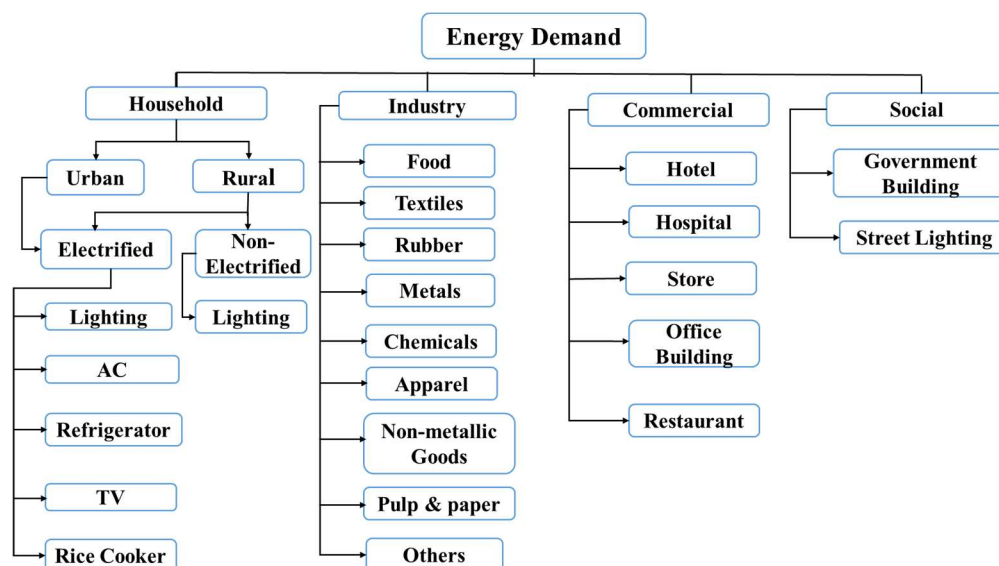 Energy Demand
Household
Industry
Commercial
Social
Urban
Rural
Electrified
Non-
Electrified
Lighting
AC
Refrigerator
TV
Rice Cooker
Lighting
Food
Textiles
Rubber
Metals
Chemicals
Apparel
Non-metallic
Goods
Pulp & paper
Others
Hotel
Hospital
Store
Office
Building
Restaurant
Government
Building
Street Lighting